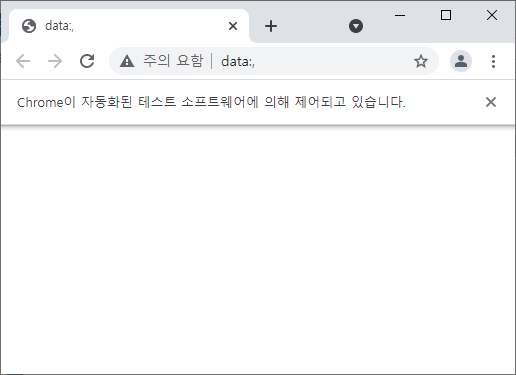 data:,
주의 요함 | data:,
Chrome이 자동화된 테스트 소프트웨어에 의해 제어되고 있습니다.